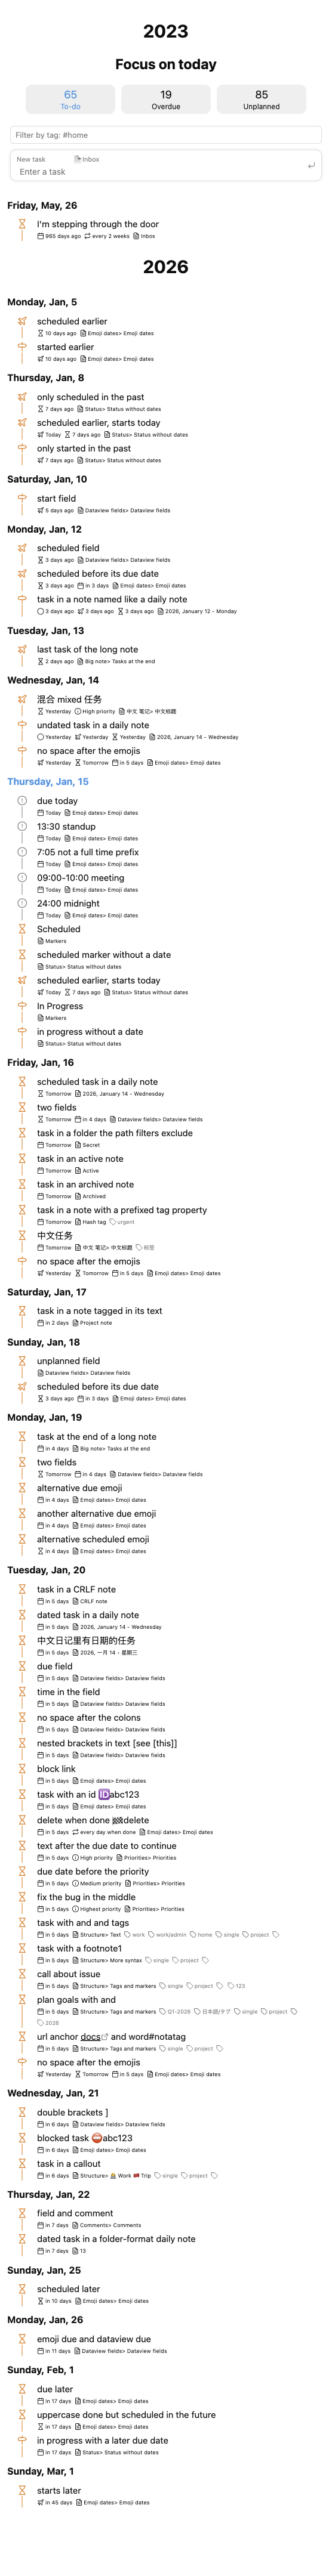 2023
Focus on today
65 19 85
To-do Overdue Unplanned
Filter by tag: #home
New task Inbox
Enter a task
Friday, May, 26
I'm stepping through the door
965 days ago every 2 weeks Inbox
2026
Monday, Jan, 5
scheduled earlier
10 days ago Emoji dates> Emoji dates
started earlier
10 days ago Emoji dates> Emoji dates
Thursday, Jan, 8
only scheduled in the past
7 days ago Status> Status without dates
scheduled earlier, starts today
Today 7 days ago Status> Status without dates
only started in the past
7 days ago Status> Status without dates
Saturday, Jan, 10
start field
5 days ago Dataview fields> Dataview fields
Monday, Jan, 12
scheduled field
3 days ago Dataview fields> Dataview fields
scheduled before its due date
3 days ago in 3 days Emoji dates> Emoji dates
task in a note named like a daily note
3 days ago 3 days ago 3 days ago 2026, January 12 - Monday
Tuesday, Jan, 13
last task of the long note
2 days ago Big note> Tasks at the end
Wednesday, Jan, 14
混合 mixed 任务
Yesterday High priority 中文 笔记> 中文标题
undated task in a daily note
Yesterday Yesterday Yesterday 2026, January 14 - Wednesday
no space after the emojis
Yesterday Tomorrow in 5 days Emoji dates> Emoji dates
Thursday, Jan, 15
due today
Today Emoji dates> Emoji dates
13:30 standup
Today Emoji dates> Emoji dates
7:05 not a full time prefix
Today Emoji dates> Emoji dates
09:00-10:00 meeting
Today Emoji dates> Emoji dates
24:00 midnight
Today Emoji dates> Emoji dates
Scheduled
Markers
scheduled marker without a date
Status> Status without dates
scheduled earlier, starts today
Today 7 days ago Status> Status without dates
In Progress
Markers
in progress without a date
Status> Status without dates
Friday, Jan, 16
scheduled task in a daily note
Tomorrow 2026, January 14 - Wednesday
two fields
Tomorrow in 4 days Dataview fields> Dataview fields
task in a folder the path filters exclude
Tomorrow Secret
task in an active note
Tomorrow Active
task in an archived note
Tomorrow Archived
task in a note with a prefixed tag property
Tomorrow Hash tag urgent
中文任务
Tomorrow 中文 笔记> 中文标题 标签
no space after the emojis
Yesterday Tomorrow in 5 days Emoji dates> Emoji dates
Saturday, Jan, 17
task in a note tagged in its text
in 2 days Project note
Sunday, Jan, 18
unplanned field
Dataview fields> Dataview fields
scheduled before its due date
3 days ago in 3 days Emoji dates> Emoji dates
Monday, Jan, 19
task at the end of a long note
in 4 days Big note> Tasks at the end
two fields
Tomorrow in 4 days Dataview fields> Dataview fields
alternative due emoji
in 4 days Emoji dates> Emoji dates
another alternative due emoji
in 4 days Emoji dates> Emoji dates
alternative scheduled emoji
in 4 days Emoji dates> Emoji dates
Tuesday, Jan, 20
task in a CRLF note
in 5 days CRLF note
dated task in a daily note
in 5 days 2026, January 14 - Wednesday
中文日记里有日期的任务
in 5 days 2026, 一月 14 - 星期三
due field
in 5 days Dataview fields> Dataview fields
time in the field
in 5 days Dataview fields> Dataview fields
no space after the colons
in 5 days Dataview fields> Dataview fields
nested brackets in text [see [this]]
in 5 days Dataview fields> Dataview fields
block link
in 5 days Emoji dates> Emoji dates
task with an id 🆔abc123
in 5 days Emoji dates> Emoji dates
delete when done 🏁delete
in 5 days every day when done Emoji dates> Emoji dates
text after the due date to continue
in 5 days High priority Priorities> Priorities
due date before the priority
in 5 days Medium priority Priorities> Priorities
fix the bug in the middle
in 5 days Highest priority Priorities> Priorities
task with and and tags
in 5 days Structure> Text work work/admin home single project
task with a footnote1
in 5 days Structure> More syntax single project
call about issue
in 5 days Structure> Tags and markers single project 123
plan goals with and
in 5 days Structure> Tags and markers Q1-2026 日本語/タグ single project
2026
url anchor docs and word#notatag
in 5 days Structure> Tags and markers single project
no space after the emojis
Yesterday Tomorrow in 5 days Emoji dates> Emoji dates
Wednesday, Jan, 21
double brackets ]
in 6 days Dataview fields> Dataview fields
blocked task ⛔abc123
in 6 days Emoji dates> Emoji dates
task in a callout
in 6 days Structure> Work Trip single project
Thursday, Jan, 22
field and comment
in 7 days Comments> Comments
dated task in a folder-format daily note
in 7 days 13
Sunday, Jan, 25
scheduled later
in 10 days Emoji dates> Emoji dates
Monday, Jan, 26
emoji due and dataview due
in 11 days Dataview fields> Dataview fields
Sunday, Feb, 1
due later
in 17 days Emoji dates> Emoji dates
uppercase done but scheduled in the future
in 17 days Emoji dates> Emoji dates
in progress with a later due date
in 17 days Status> Status without dates
Sunday, Mar, 1
starts later
in 45 days Emoji dates> Emoji dates